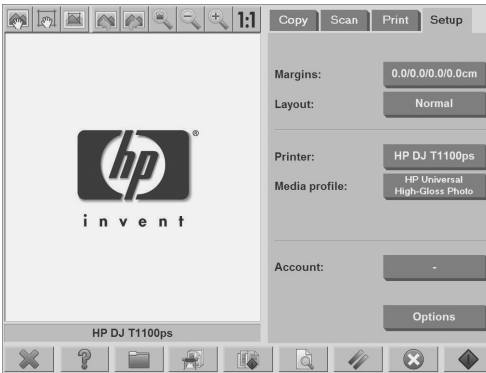 1:1
Copy Scan Print Setup
Margins: 0.0/0.0/0.0/0.0cm
Layout: Normal
hp®
invent
Printer: HP DJ T1100ps
Media profile: HP Universal
High-Gloss Photo
Account: -
Options
HP DJ T1100ps
?